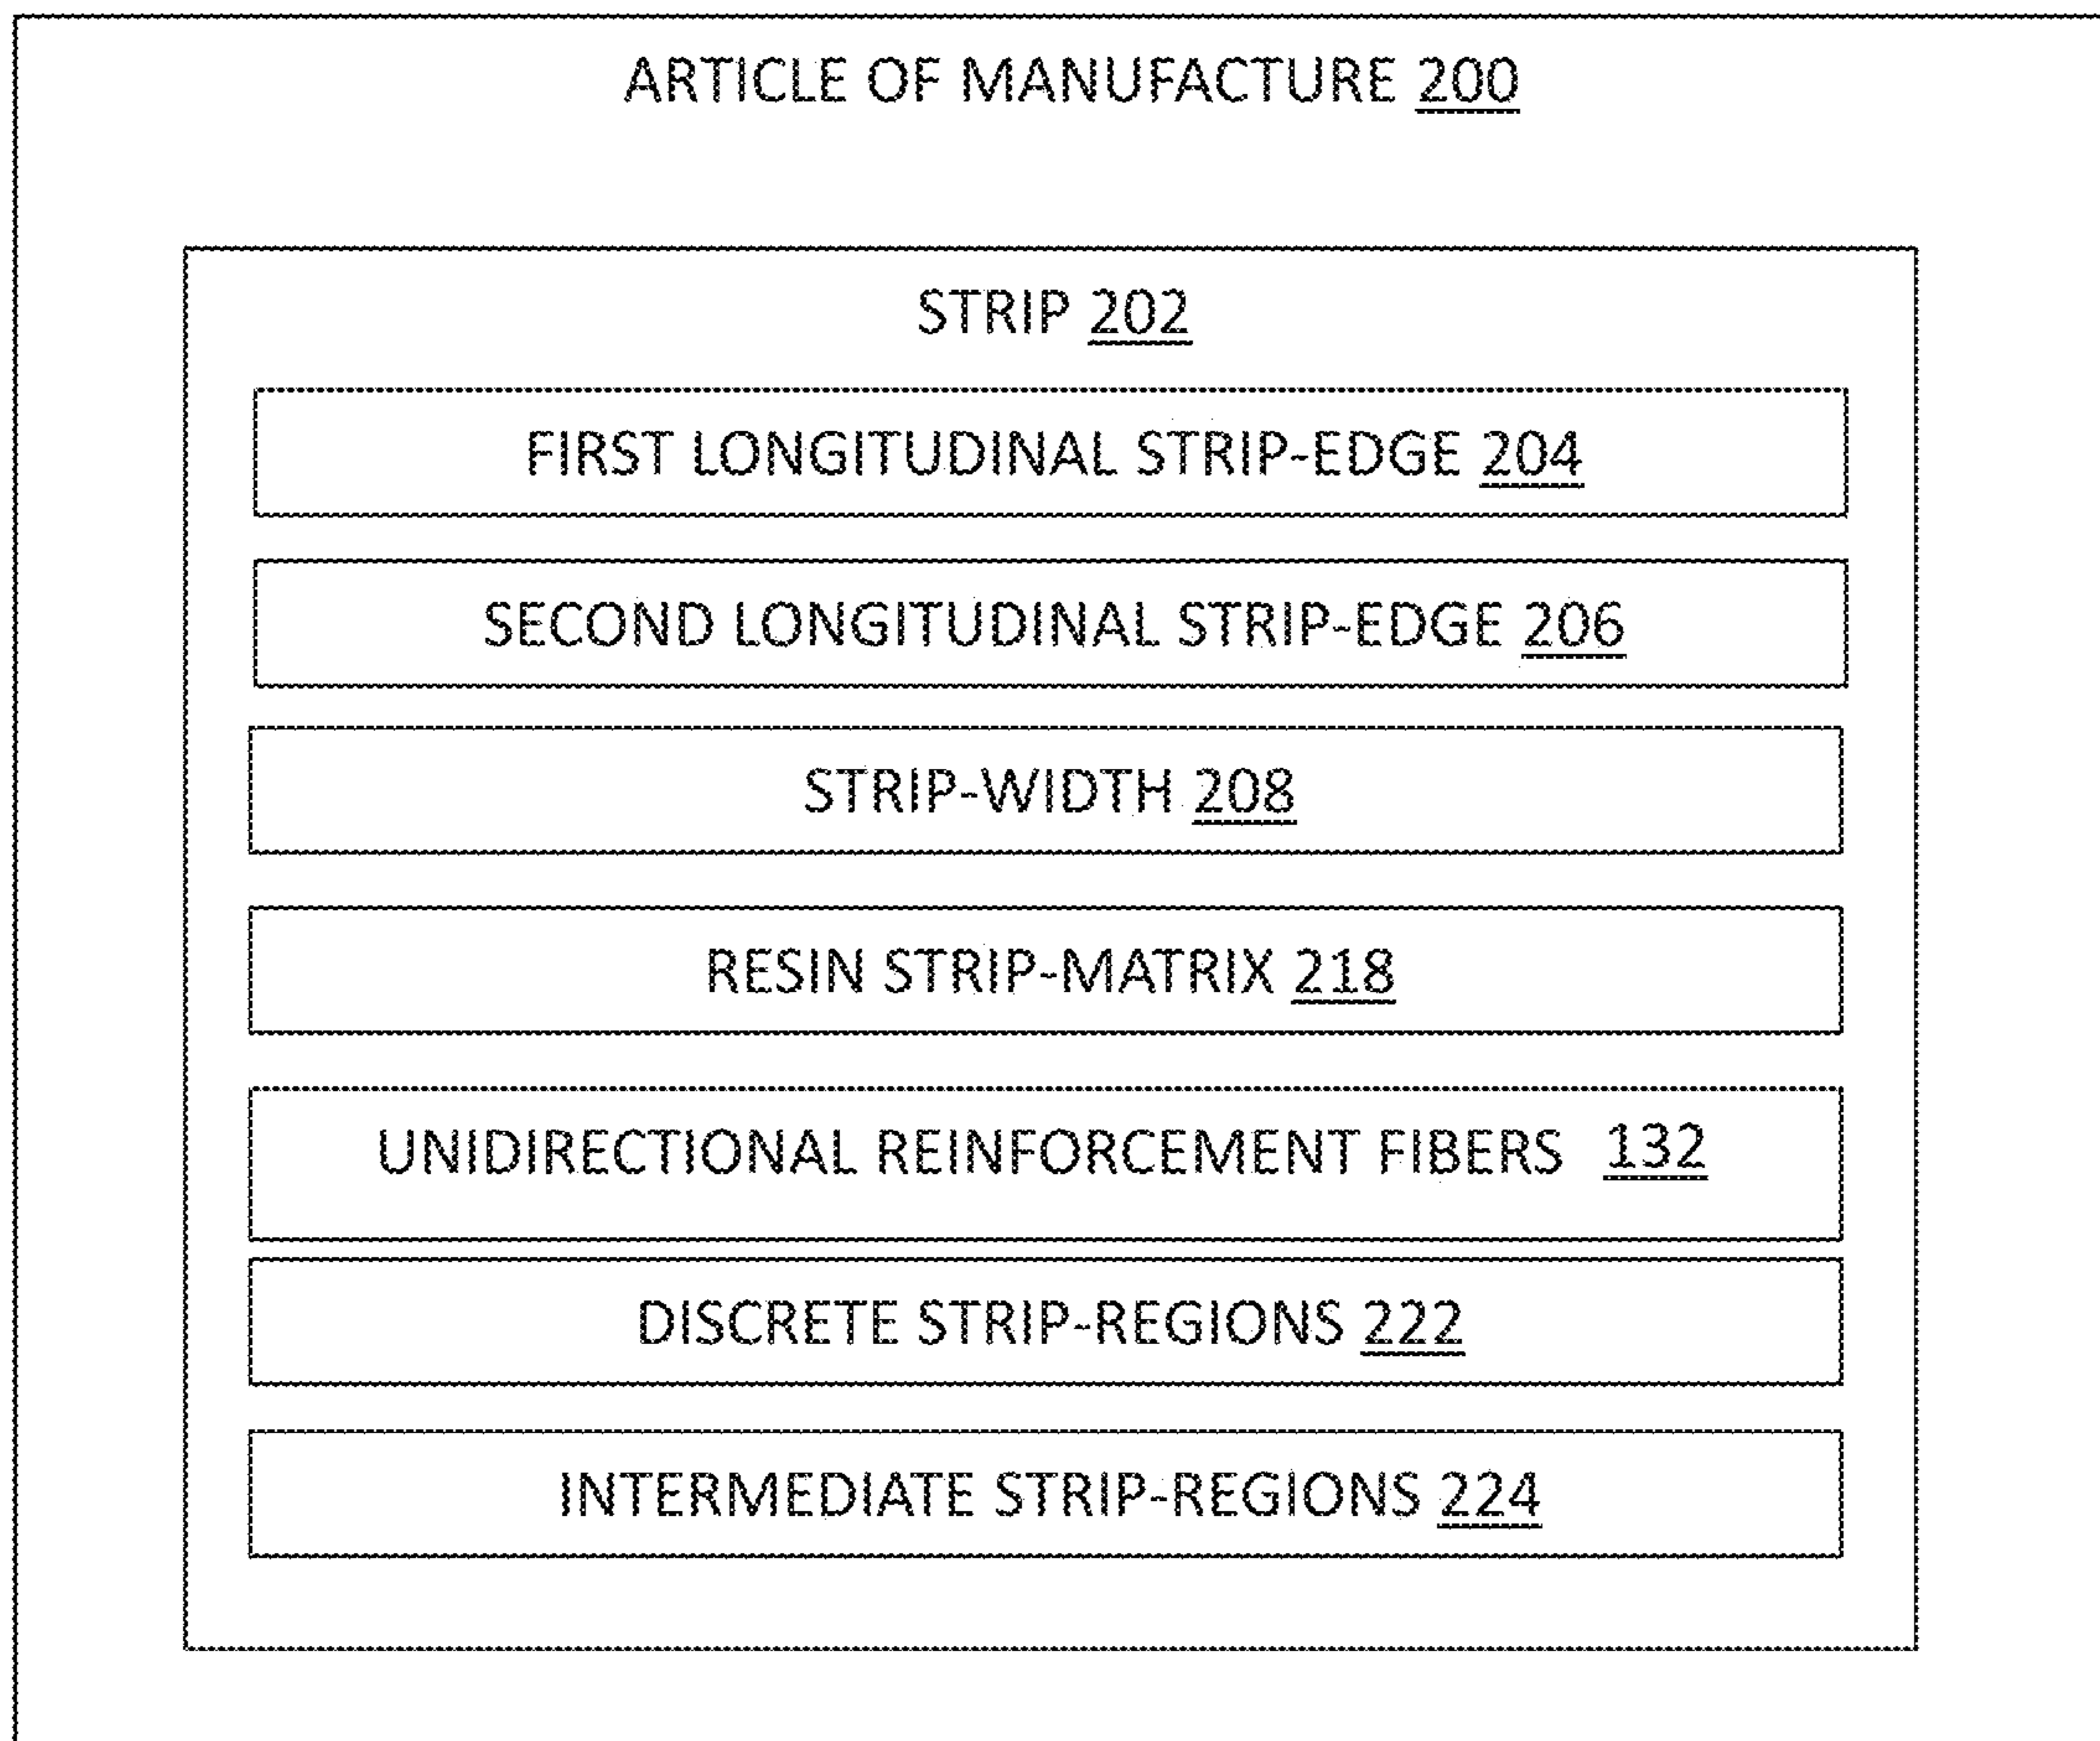 ARTICLE OF MANUFACTURE 200
STRIP 202
FIRST LONGITUDINAL STRIP-EDGE 204
SECOND LONGITUDINAL STRIP-EDGE 206
STRIP-WIDTH 208
RESIN STRIP-MATRIX 218
UNIDIRECTIONAL REINFORCEMENT FIBERS 132
DISCRETE STRIP-REGIONS 222
INTERMEDIATE STRIP-REGIONS 224